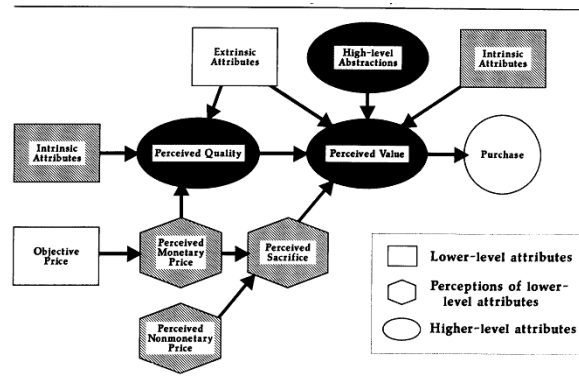 Extrinsic
Attributes
High-level
Abstractions
Intrinsic
Attributes
Intrinsic
Attributes
Perceived Quality
Perceived Value
Purchase
Objective
Price
Perceived
Monetary
Price
Perceived
Sacrifice
Perceived
Nonmonetary
Price
Lower-level attributes
Perceptions of lower-
level attributes
Higher-level attributes